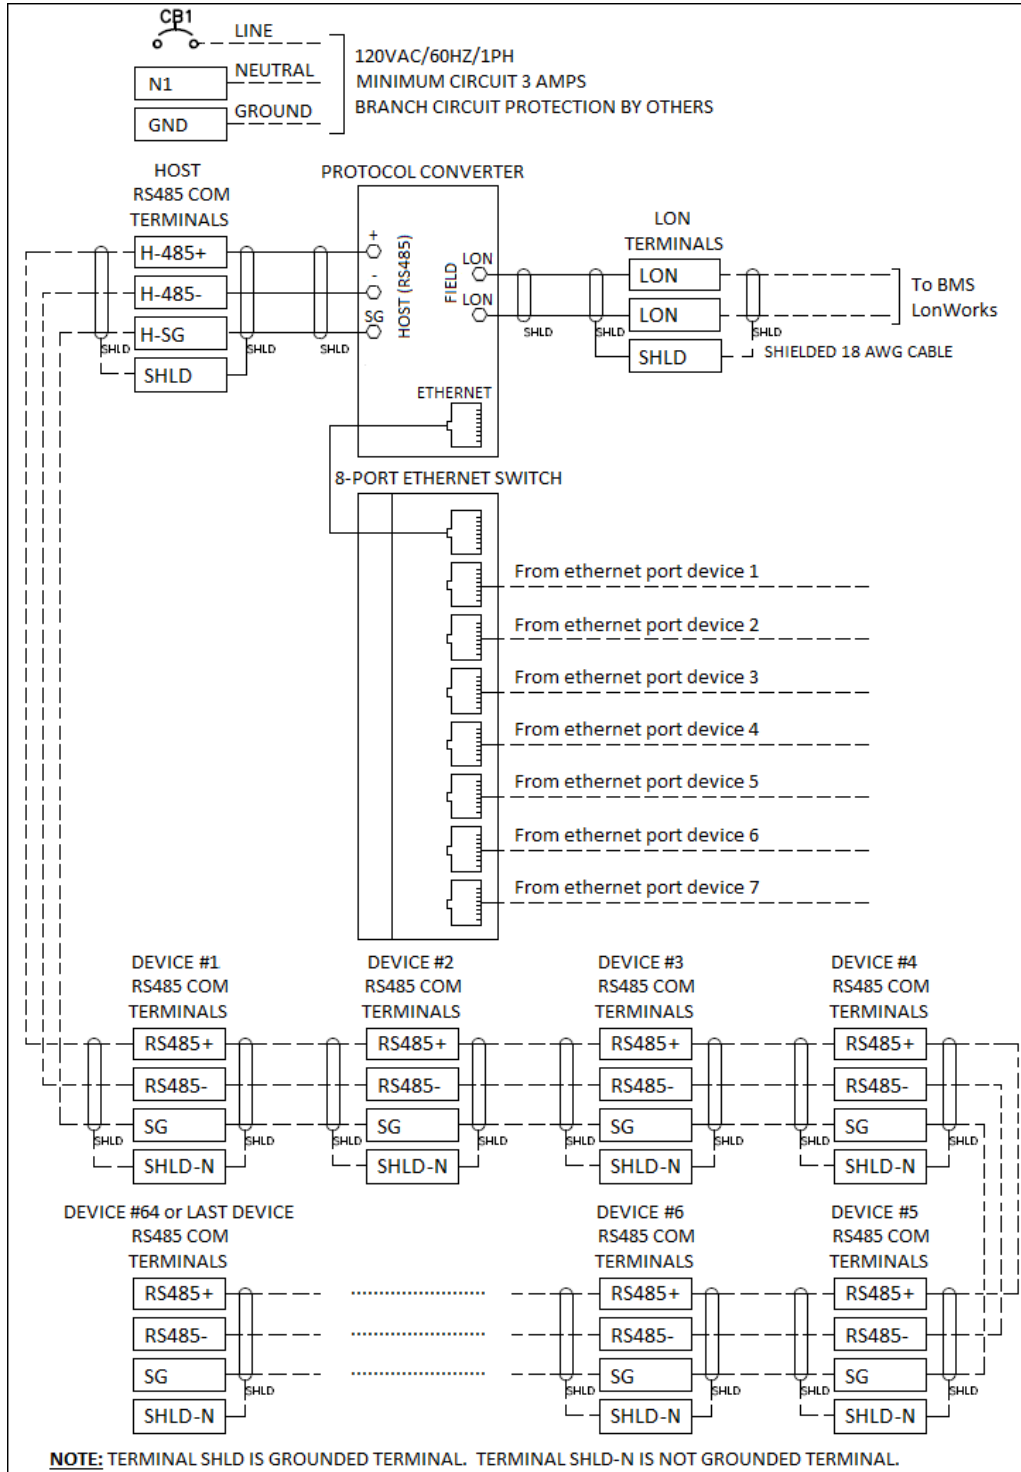 CB1
LINE
120VAC/60HZ/1PH
N1
NEUTRAL
MINIMUM CIRCUIT 3 AMPS
GND
GROUND
BRANCH CIRCUIT PROTECTION BY OTHERS
HOST
RS485 COM
TERMINALS
H-485+
H-485-
H-SG
SHLD
SHLD
SHLD
SHLD
PROTOCOL CONVERTER
+
-
SG
HOST (RS485)
FIELD
LON
LON
ETHERNET
LON
TERMINALS
LON
LON
SHLD
SHLD
SHLD
SHLD
SHIELDED 18 AWG CABLE
To BMS
LonWorks
8-PORT ETHERNET SWITCH
From ethernet port device 1
From ethernet port device 2
From ethernet port device 3
From ethernet port device 4
From ethernet port device 5
From ethernet port device 6
From ethernet port device 7
DEVICE #1
RS485 COM
TERMINALS
RS485+
RS485-
SG
SHLD-N
SHLD
SHLD
DEVICE #2
RS485 COM
TERMINALS
RS485+
RS485-
SG
SHLD-N
SHLD
SHLD
DEVICE #3
RS485 COM
TERMINALS
RS485+
RS485-
SG
SHLD-N
SHLD
SHLD
DEVICE #4
RS485 COM
TERMINALS
RS485+
RS485-
SG
SHLD-N
SHLD
SHLD
DEVICE #64 or LAST DEVICE
RS485 COM
TERMINALS
RS485+
RS485-
SG
SHLD-N
SHLD
DEVICE #6
RS485 COM
TERMINALS
RS485+
RS485-
SG
SHLD-N
SHLD
SHLD
DEVICE #5
RS485 COM
TERMINALS
RS485+
RS485-
SG
SHLD-N
SHLD
SHLD
NOTE: TERMINAL SHLD IS GROUNDED TERMINAL. TERMINAL SHLD-N IS NOT GROUNDED TERMINAL.